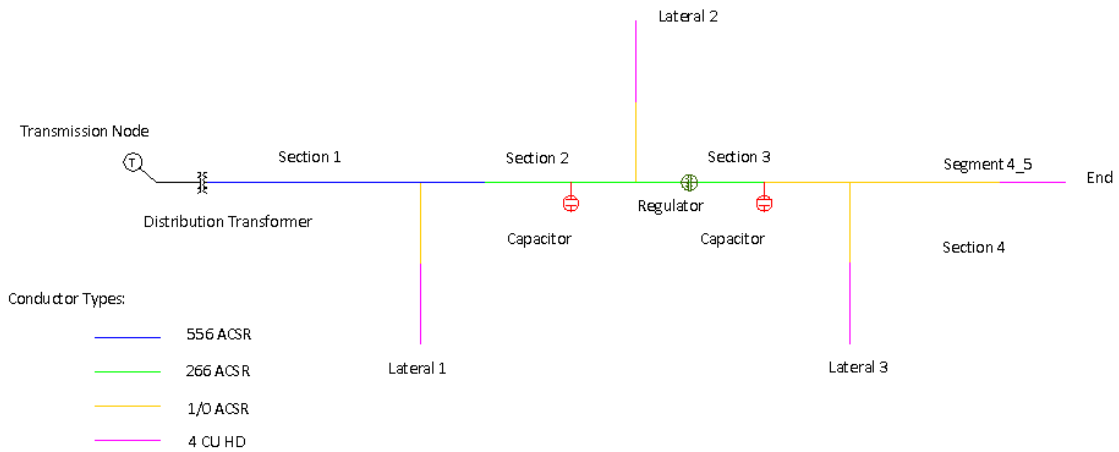 Lateral 2
Transmission Node
T
Section 1
Section 2
Section 3
Segment 4_5
End
Distribution Transformer
Regulator
Capacitor
Capacitor
Section 4
Conductor Types:
556 ACSR
266 ACSR
1/0 ACSR
4 CU HD
Lateral 1
Lateral 3